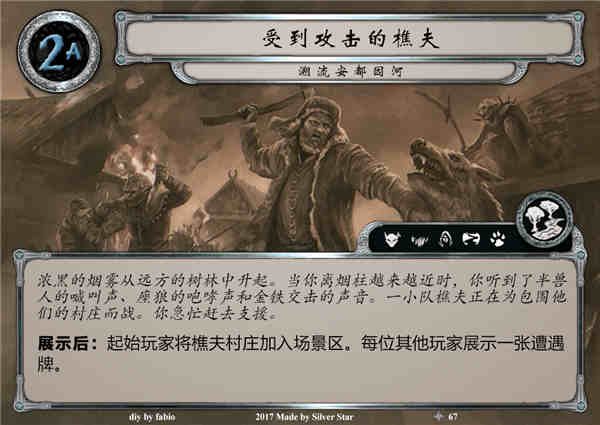 2A
受到攻击的樵夫
溯流安都因河
浓黑的烟雾从远方的树林中升起。当你离烟柱越来越近时,你听到了半兽
人的喊叫声、座狼的咆哮声和金铁交击的声音。一小队樵夫正在为包围他
们的村庄而战。你急忙赶去支援。
展示后:起始玩家将樵夫村庄加入场景区。每位其他玩家展示一张遭遇
牌。
diy by fabio 2017 Made by Silver Star 67